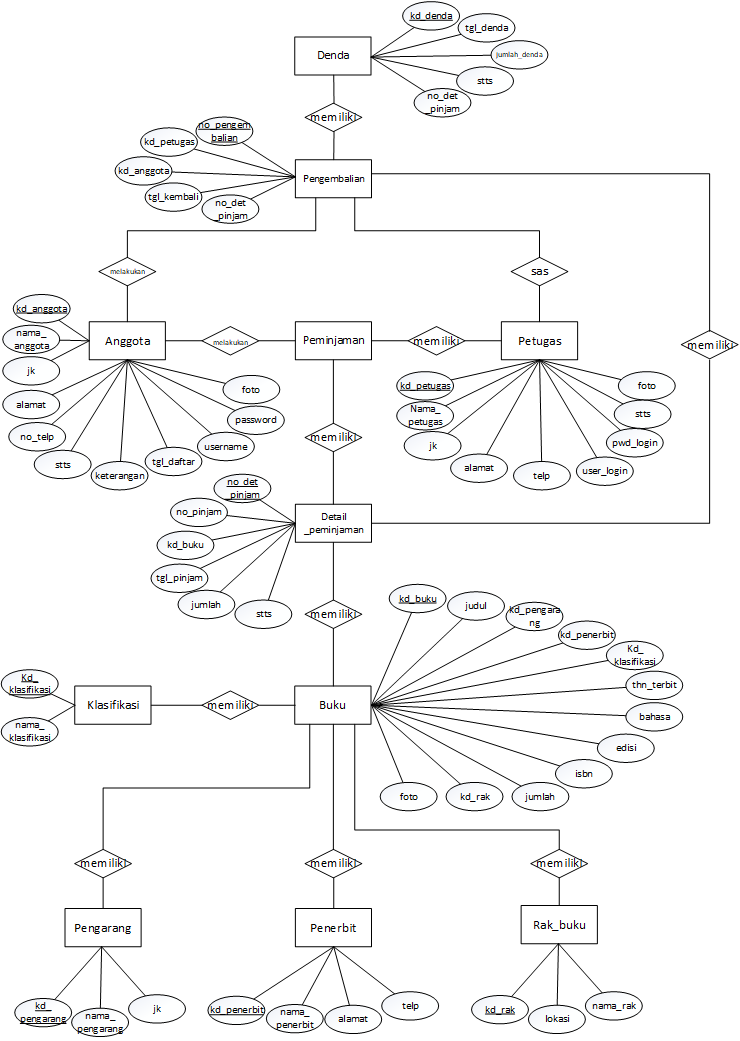 kd_denda
tgl_denda
Denda
jumlah_denda
stts
no_det
_pinjam
memiliki
no_pengem
balian
kd_petugas
kd_anggota
Pengembalian
tgl_kembali
no_det
_pinjam
melakukan
sas
kd_anggota
nama_
anggota
jk
Anggota
melakukan
Peminjaman
memiliki
Petugas
memiliki
alamat
no_telp
stts
keterangan
tgl_daftar
username
password
foto
kd_petugas
Nama_
petugas
jk
alamat
telp
user_login
pwd_login
stts
foto
memiliki
no_det
_pinjam
no_pinjam
kd_buku
tgl_pinjam
jumlah
stts
Detail
_peminjaman
memiliki
kd_buku
judul
kd_pengara
ng
kd_penerbit
Kd_
klasifikasi
thn_terbit
bahasa
edisi
isbn
jumlah
kd_rak
foto
Kd_
klasifikasi
nama_
klasifikasi
Klasifikasi
memiliki
Buku
memiliki
memiliki
memiliki
Pengarang
Penerbit
Rak_buku
kd_
pengarang
nama_
pengarang
jk
kd_penerbit
nama_
penerbit
alamat
telp
kd_rak
lokasi
nama_rak